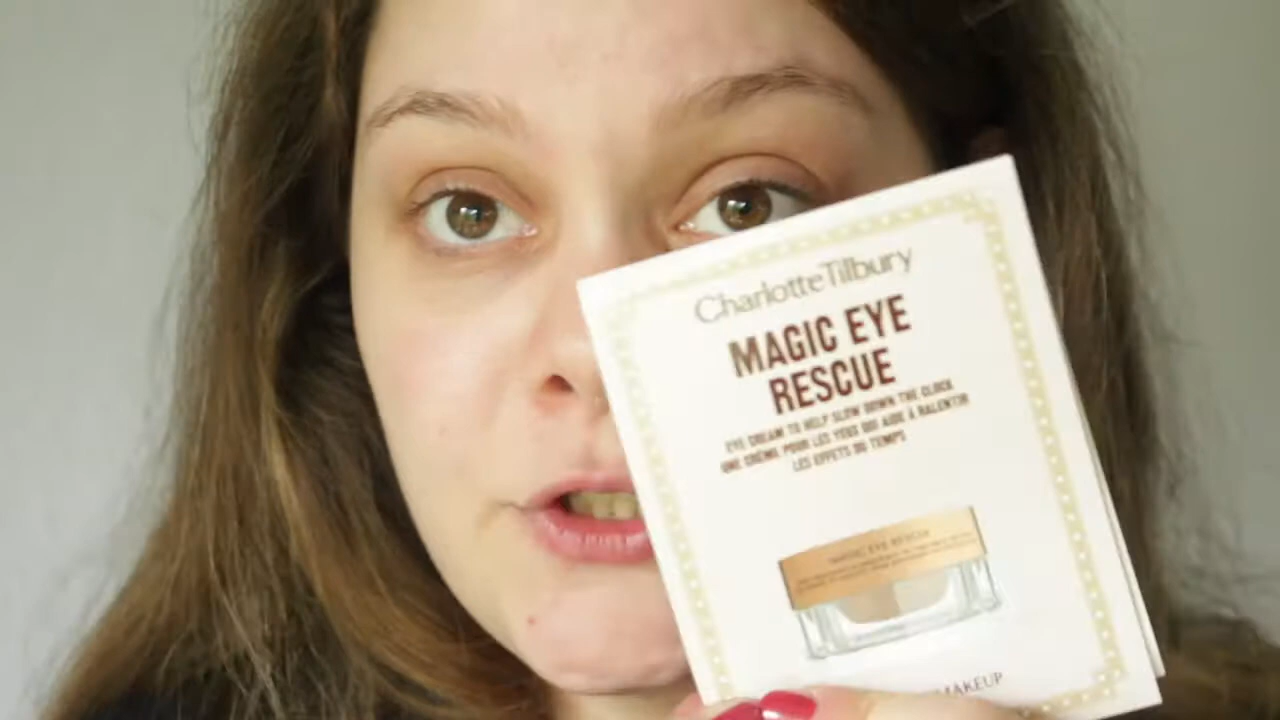 Charlotte Tilbury
MAGIC EYE
RESCUE
EYE CREAM TO HELP SLOW DOWN THE CLOCK
UNE CRÈME POUR LES YEUX QUI AIDE À RALENTIR
LES EFFETS DU TEMPS
MAGIC EYE RESCUE
MAKEUP